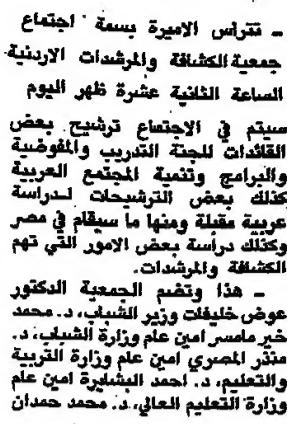 ـ تترأس الاميرة بسمة اجتماع
جمعية الكشافة والمرشدات الاردنية
الساعة الثانية عشرة ظهر اليوم
سيتم في الاجتماع ترشيح بعض
القائدات للجنة التدريب والمفوضية
والبرامج وتنمية المجتمع العربية
كذلك بعض الترشيحات لدراسة
عربية مقبلة ومنها ما سيقام في مصر
وكذلك دراسة بعض الامور التي تهم
الكشافة والمرشدات.
ـ هذا وتضم الجمعية الدكتور
عوض خليفات وزير الشباب، د. محمد
خير مامسر امين عام وزارة الشباب، د.
منذر المصري امين عام وزارة التربية
والتعليم، د. احمد البشايرة امين عام
وزارة التعليم العالي، د. محمد حمدان